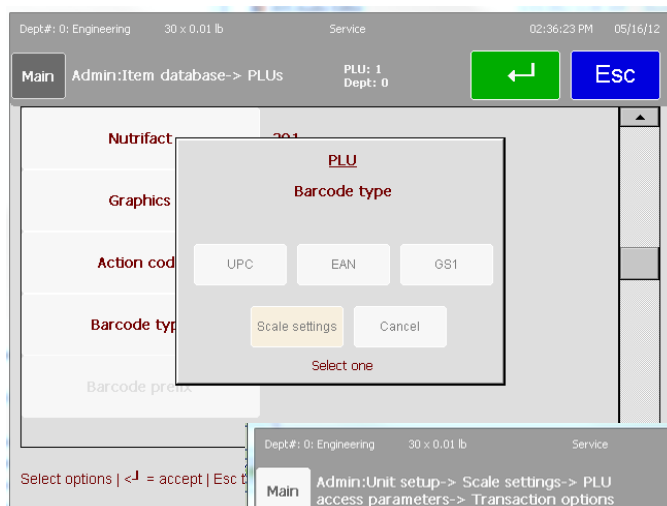 Dept#: 0: Engineering 30 x 0.01 lb Service 02:36:23 PM 05/16/12
Main Admin:Item database-> PLUs PLU: 1 Dept: 0 Esc
Nutrifact
PLU
Barcode type
Graphics
Action cod
UPC EAN GS1
Barcode typ
Scale settings Cancel
Select one
Barcode prefix
Dept#: 0: Engineering 30 x 0.01 lb Service
Select options | <┘ = accept | Esc t
Main Admin:Unit setup-> Scale settings-> PLU
access parameters-> Transaction options